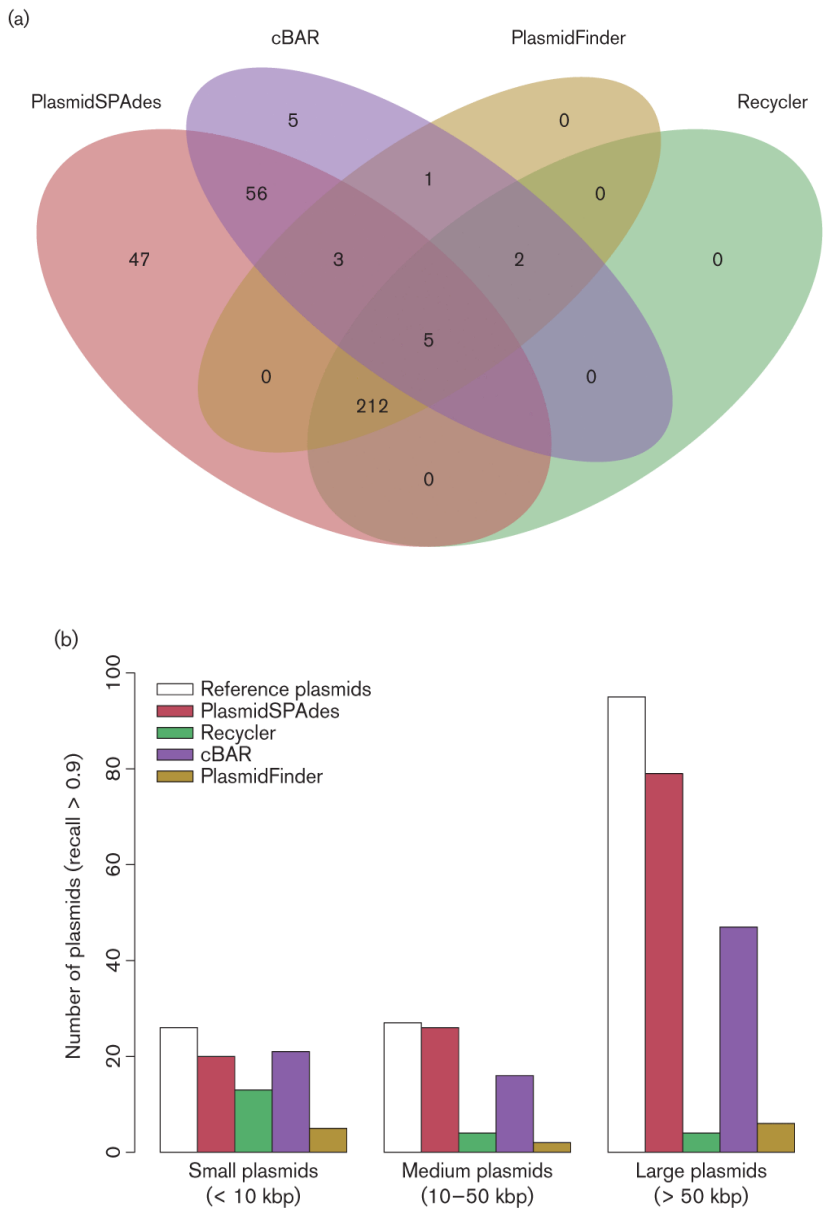 (a)
cBAR
PlasmidFinder
PlasmidSPAdes
Recycler
5
0
1
56
0
47
3
2
0
5
0
0
212
0
(b)
Number of plasmids (recall > 0.9)
100
80
60
40
20
0
Reference plasmids
PlasmidSPAdes
Recycler
cBAR
PlasmidFinder
Small plasmids
(< 10 kbp)
Medium plasmids
(10–50 kbp)
Large plasmids
(> 50 kbp)